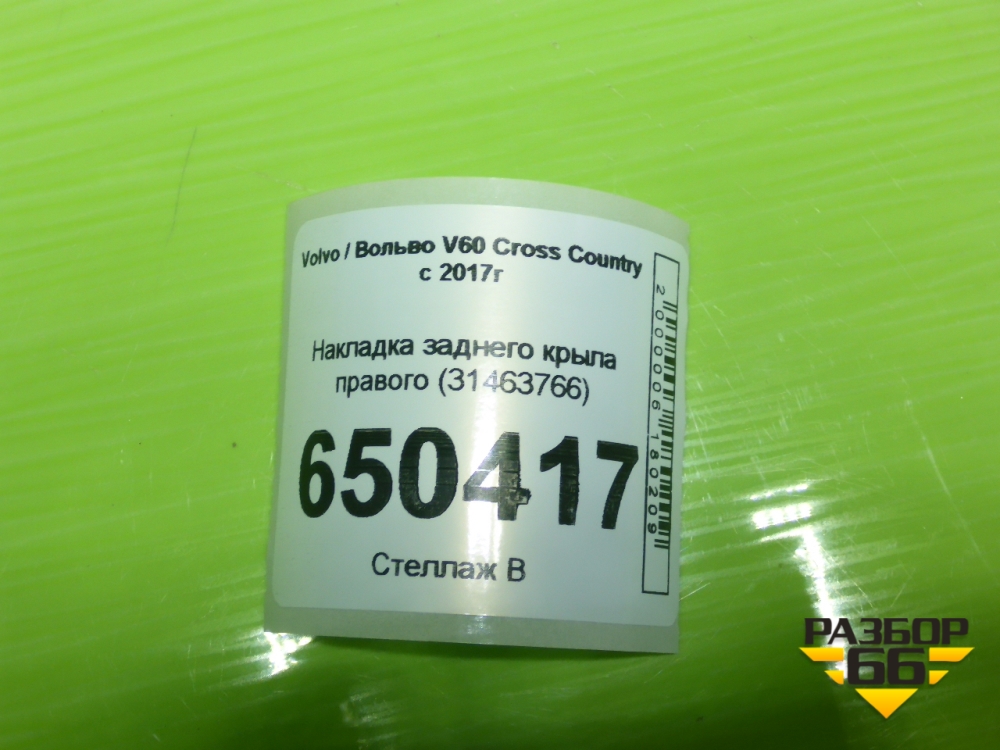 Volvo / Вольво V60 Cross Country
с 2017г
Накладка заднего крыла
правого (31463766)
650417
Стеллаж В
2000006180209
РАЗБОР
66